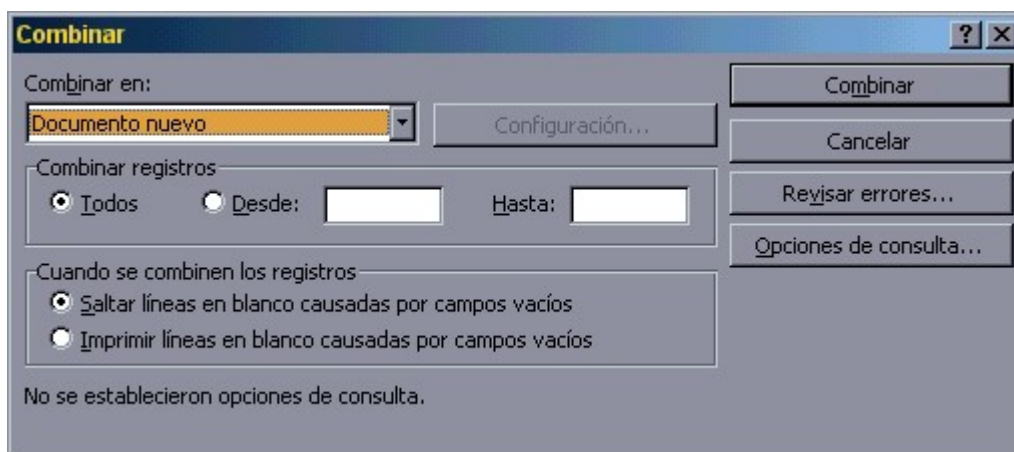 Combinar
Combinar en:
Documento nuevo
Configuración...
Combinar registros
Todos Desde: Hasta:
Cuando se combinen los registros
Saltar líneas en blanco causadas por campos vacíos
Imprimir líneas en blanco causadas por campos vacíos
No se establecieron opciones de consulta.
Combinar
Cancelar
Revisar errores...
Opciones de consulta...